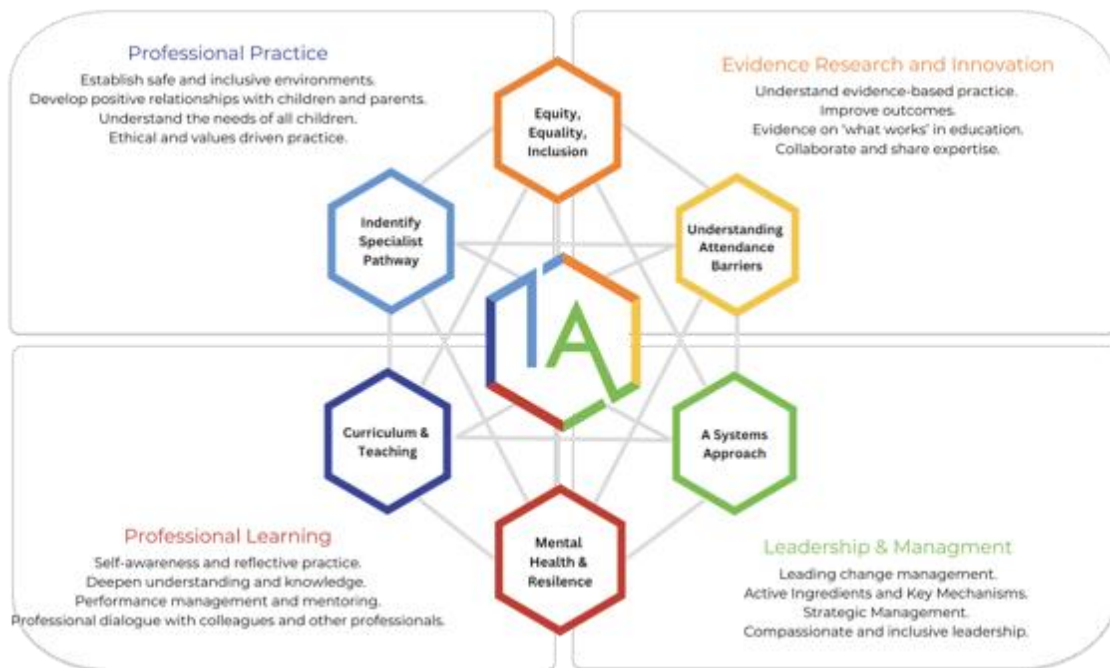 Professional Practice
Establish safe and inclusive environments.
Develop positive relationships with children and parents.
Understand the needs of all children.
Ethical and values driven practice.
Evidence Research and Innovation
Understand evidence-based practice.
Improve outcomes.
Evidence on 'what works' in education.
Collaborate and share expertise.
Equity,
Equality,
Inclusion
Indentify
Specialist
Pathway
Understanding
Attendance
Barriers
1A
Curriculum &
Teaching
A Systems
Approach
Mental
Health &
Resilence
Professional Learning
Self-awareness and reflective practice.
Deepen understanding and knowledge.
Performance management and mentoring.
Professional dialogue with colleagues and other professionals.
Leadership & Managment
Leading change management.
Active Ingredients and Key Mechanisms.
Strategic Management.
Compassionate and inclusive leadership.